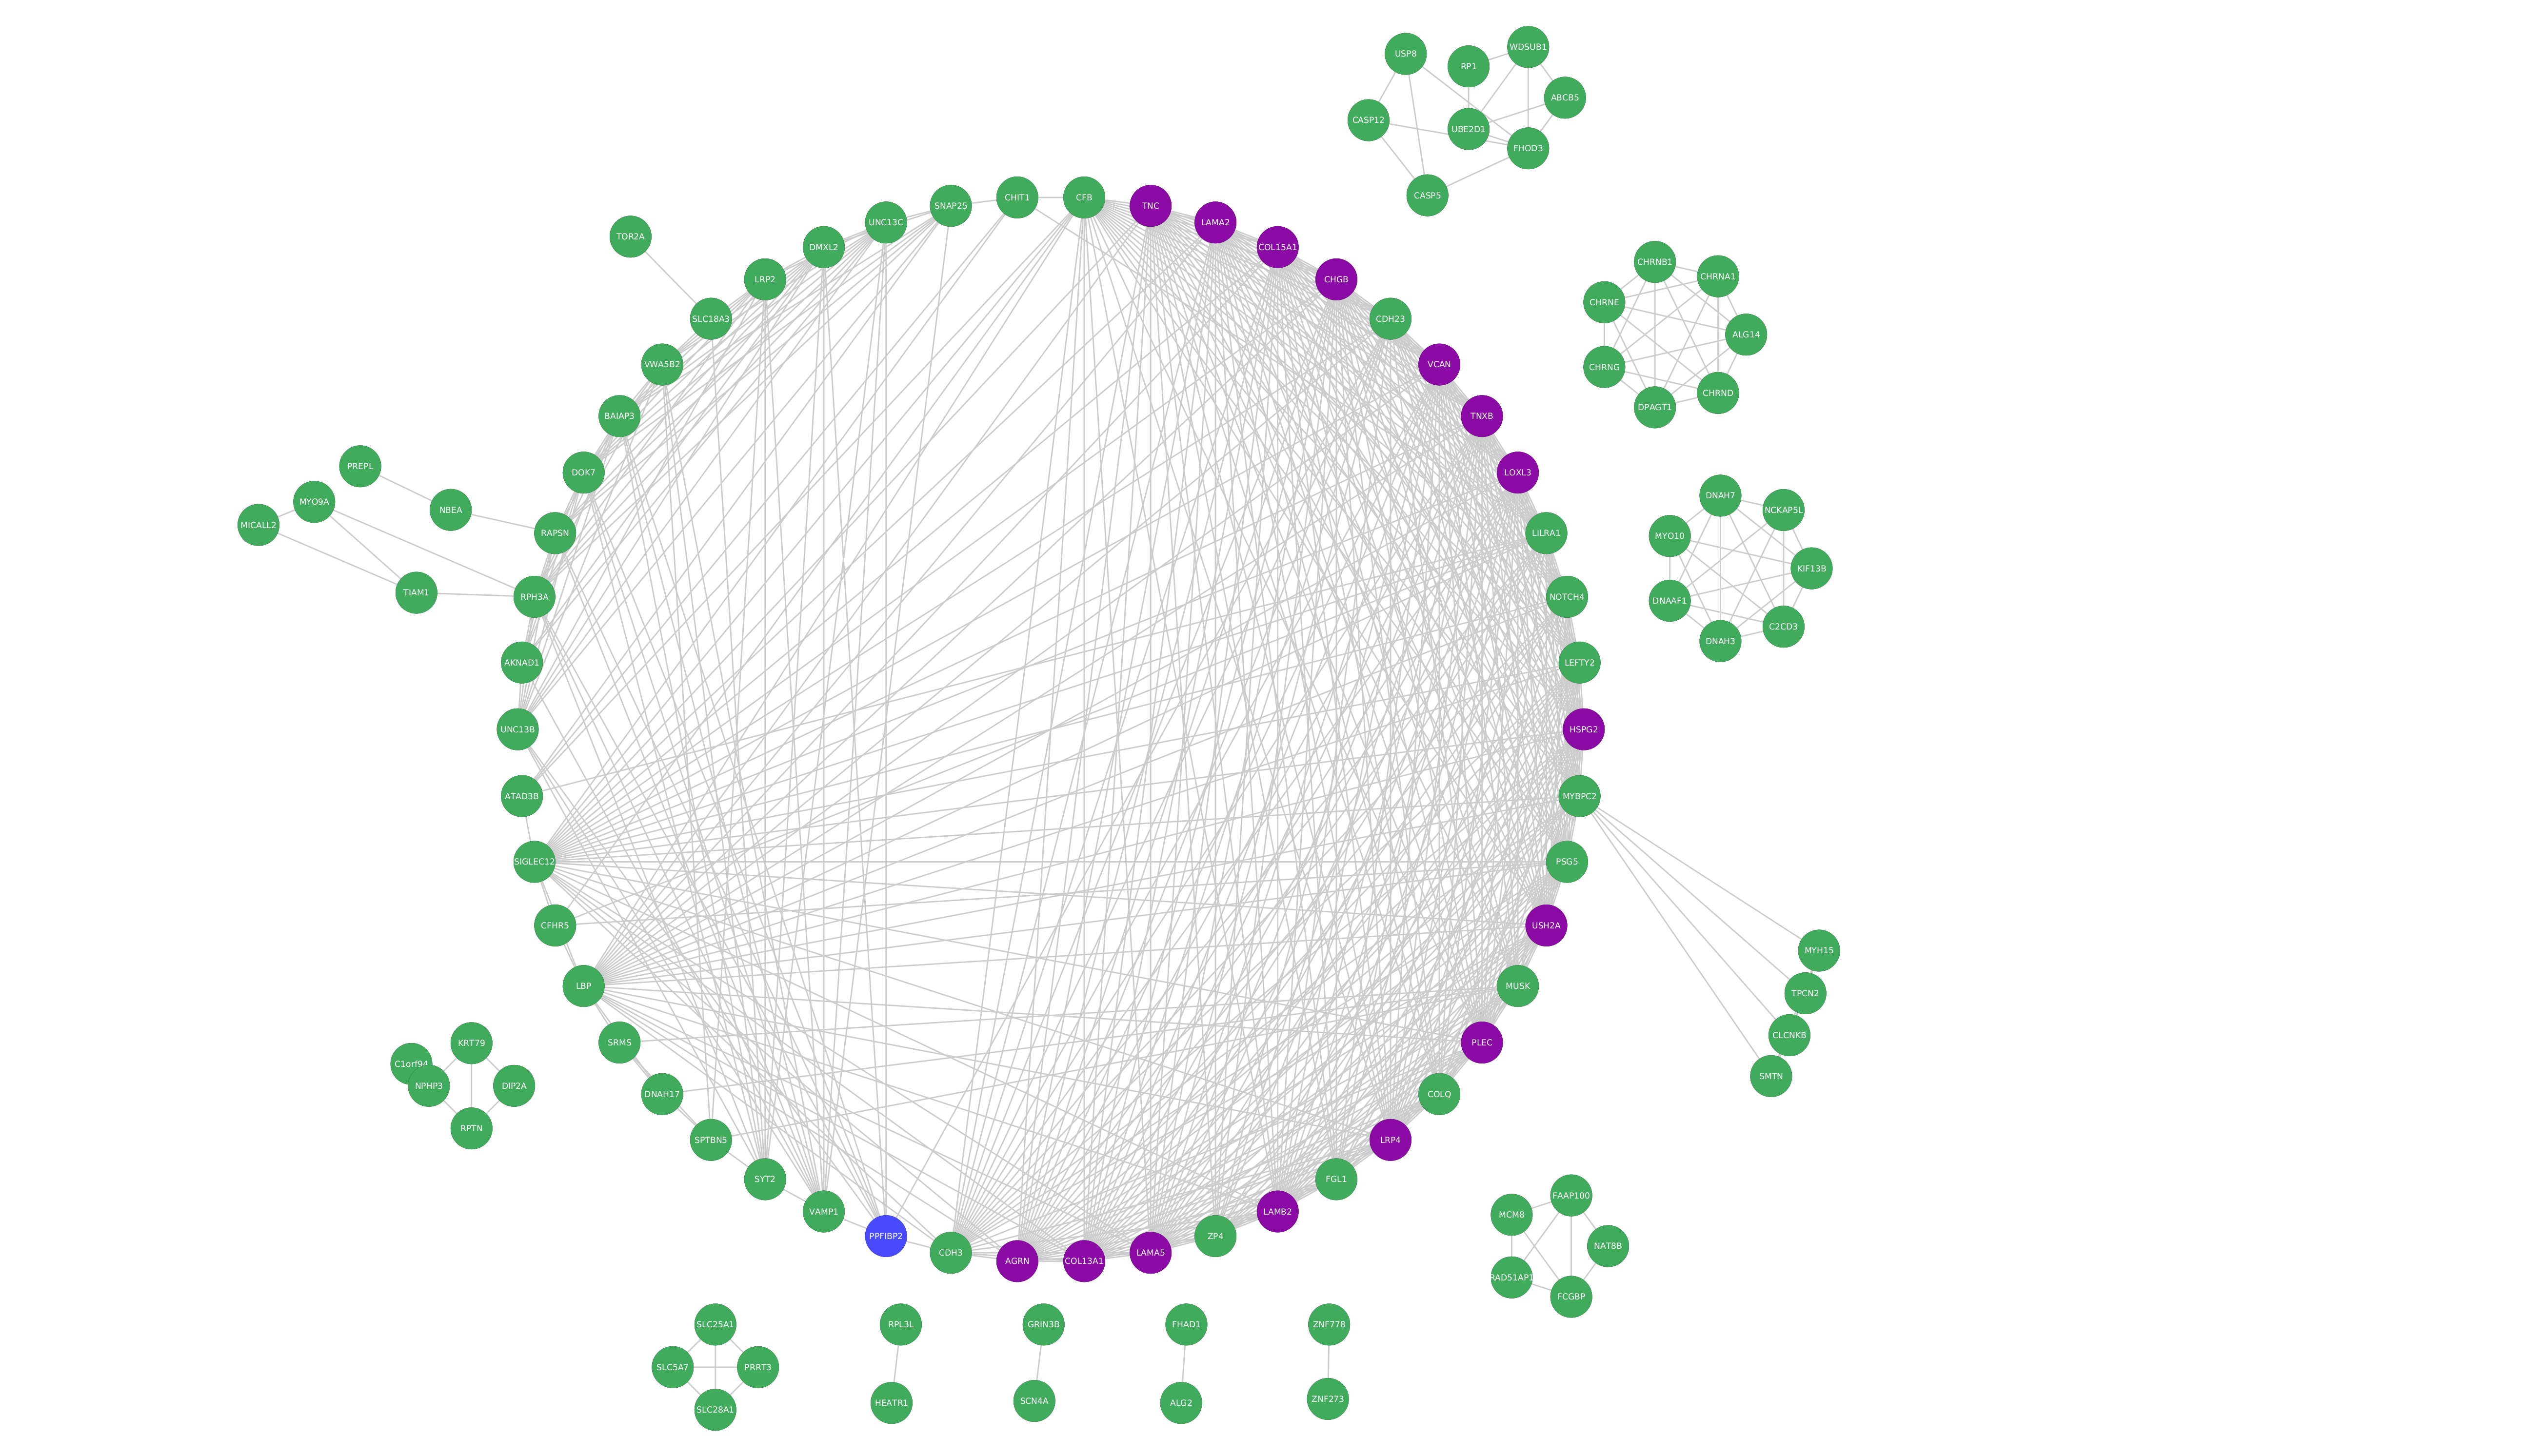 WDSUB1
USP8
RP1
ABCB5
CASP12
UBE2D1
FHOD3
CASP5
CHIT1
CFB
SNAP25
TNC
UNC13C
LAMA2
TOR2A
DMXL2
COL15A1
LRP2
CHGB
SLC18A3
CDH23
VWA5B2
VCAN
BAIAP3
TNXB
DOK7
LOXL3
RAPSN
LILRA1
RPH3A
NOTCH4
AKNAD1
LEFTY2
UNC13B
HSPG2
ATAD3B
MYBPC2
SIGLEC12
PSG5
CFHR5
USH2A
LBP
MUSK
SRMS
PLEC
DNAH17
COLQ
SPTBN5
LRP4
SYT2
FGL1
VAMP1
LAMB2
PPFIBP2
ZP4
CDH3
LAMA5
AGRN
COL13A1
CHRNB1
CHRNA1
CHRNE
ALG14
CHRNG
CHRND
DPAGT1
PREPL
MYO9A
NBEA
MICALL2
TIAM1
DNAH7
NCKAP5L
MYO10
KIF13B
DNAAF1
C2CD3
DNAH3
MYH15
TPCN2
CLCNKB
SMTN
KRT79
C1orf94
NPHP3
DIP2A
RPTN
FAAP100
MCM8
NAT8B
RAD51AP1
FCGBP
SLC25A1
SLC5A7
PRRT3
SLC28A1
RPL3L
HEATR1
GRIN3B
SCN4A
FHAD1
ALG2
ZNF778
ZNF273